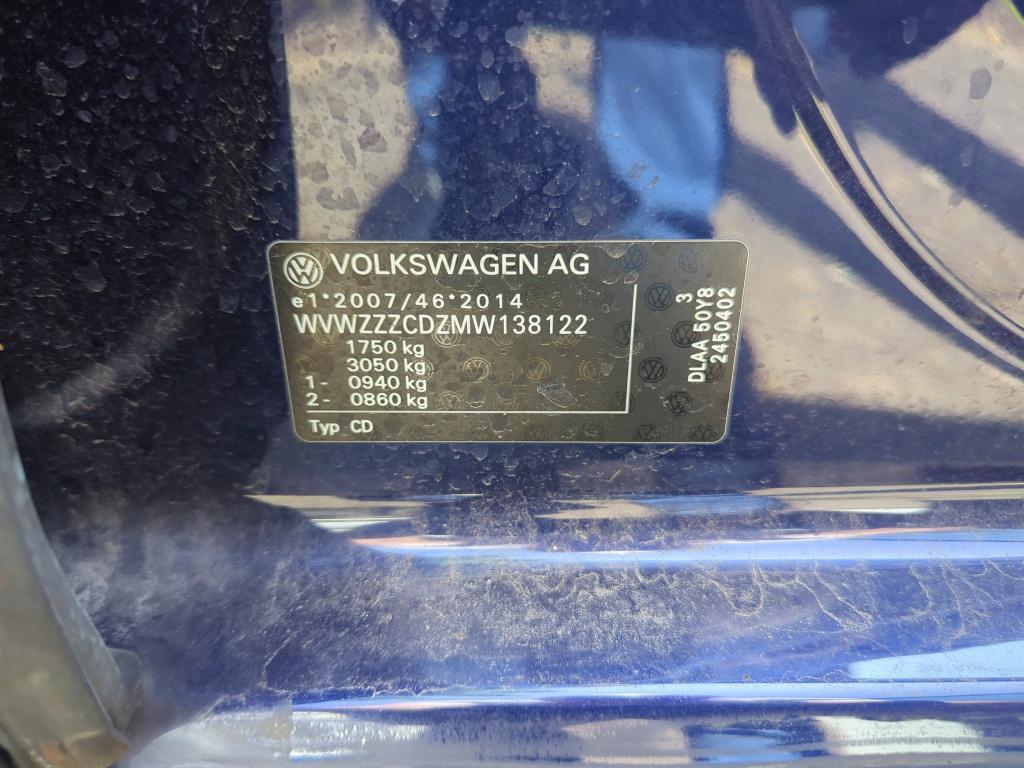 VOLKSWAGEN AG
e1*2007/46*2014
WVWZZZCDZMW138122
1750 kg
3050 kg
1- 0940 kg
2- 0860 kg
Typ CD
3
DLAA 50Y8
2450402